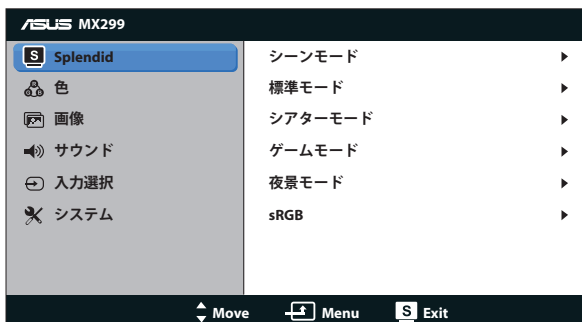 ASUS MX299
S Splendid
色
画像
サウンド
入力選択
システム
シーンモード
標準モード
シアターモード
ゲームモード
夜景モード
sRGB
Move Menu S Exit